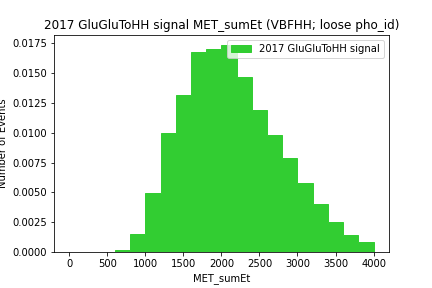 2017 GluGluToHH signal MET_sumEt (VBFHH; loose pho_id)
2017 GluGluToHH signal
Number of Events
0.0175
0.0150
0.0125
0.0100
0.0075
0.0050
0.0025
0.0000
0 500 1000 1500 2000 2500 3000 3500 4000
MET_sumEt